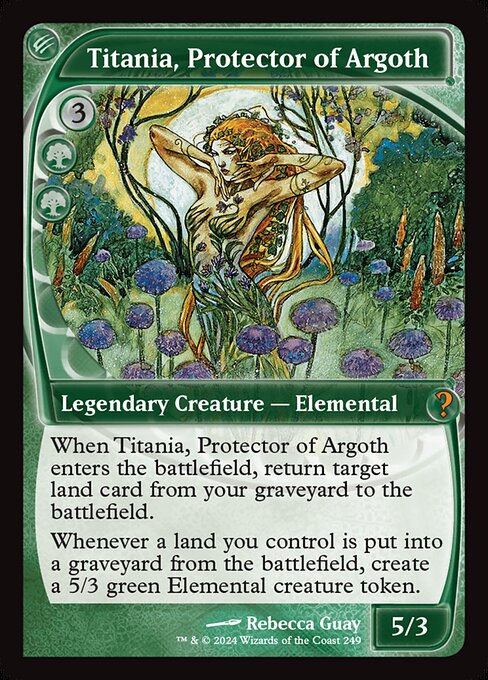 Titania, Protector of Argoth
3
Legendary Creature — Elemental
?
When Titania, Protector of Argoth
enters the battlefield, return target
land card from your graveyard to the
battlefield.
Whenever a land you control is put into
a graveyard from the battlefield, create
a 5/3 green Elemental creature token.
Rebecca Guay
™ & © 2024 Wizards of the Coast 249
5/3